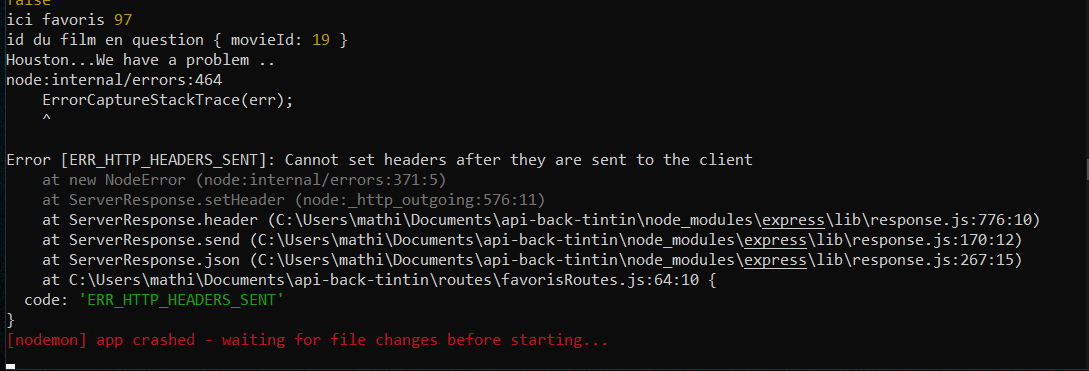 false
ici favoris 97
id du film en question { movieId: 19 }
Houston...We have a problem ..
node:internal/errors:464
    ErrorCaptureStackTrace(err);
    ^

Error [ERR_HTTP_HEADERS_SENT]: Cannot set headers after they are sent to the client
    at new NodeError (node:internal/errors:371:5)
    at ServerResponse.setHeader (node:_http_outgoing:576:11)
    at ServerResponse.header (C:\Users\mathi\Documents\api-back-tintin\node_modules\express\lib\response.js:776:10)
    at ServerResponse.send (C:\Users\mathi\Documents\api-back-tintin\node_modules\express\lib\response.js:170:12)
    at ServerResponse.json (C:\Users\mathi\Documents\api-back-tintin\node_modules\express\lib\response.js:267:15)
    at C:\Users\mathi\Documents\api-back-tintin\routes\favorisRoutes.js:64:10 {
  code: 'ERR_HTTP_HEADERS_SENT'
}
[nodemon] app crashed - waiting for file changes before starting...